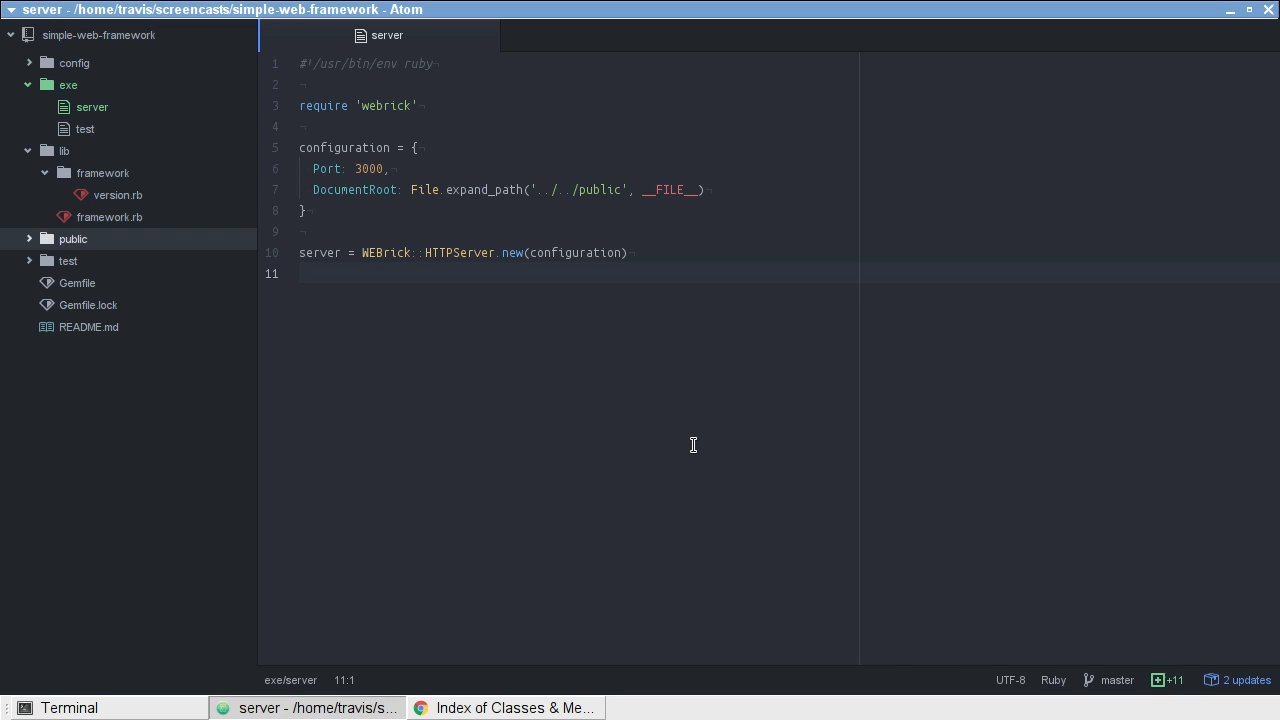 server - /home/travis/screencasts/simple-web-framework - Atom
simple-web-framework
config
exe
server
test
lib
framework
version.rb
framework.rb
public
test
Gemfile
Gemfile.lock
README.md
server
1 #!/usr/bin/env ruby¬
2 ¬
3 require 'webrick'¬
4 ¬
5 configuration = {¬
6   Port: 3000,¬
7   DocumentRoot: File.expand_path('../../public', __FILE__)¬
8 }¬
9 ¬
10 server = WEBrick::HTTPServer.new(configuration)¬
11
exe/server 11:1 UTF-8 Ruby master +11 2 updates
Terminal server - /home/travis/s... Index of Classes & Me...